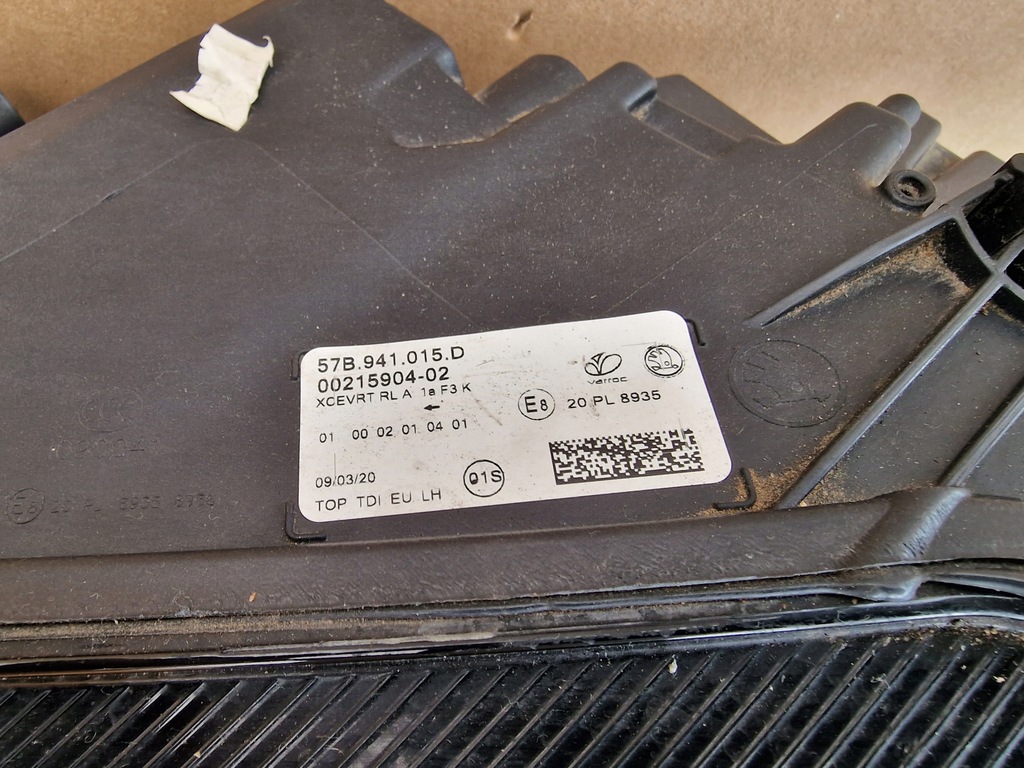 57B.941.015.D
00215904-02
XCEVRT RL A 1a F3 K
01 00 02 01 04 01
09/03/20
TOP TDI EU LH
01S
varroc
E8 20 PL 8935